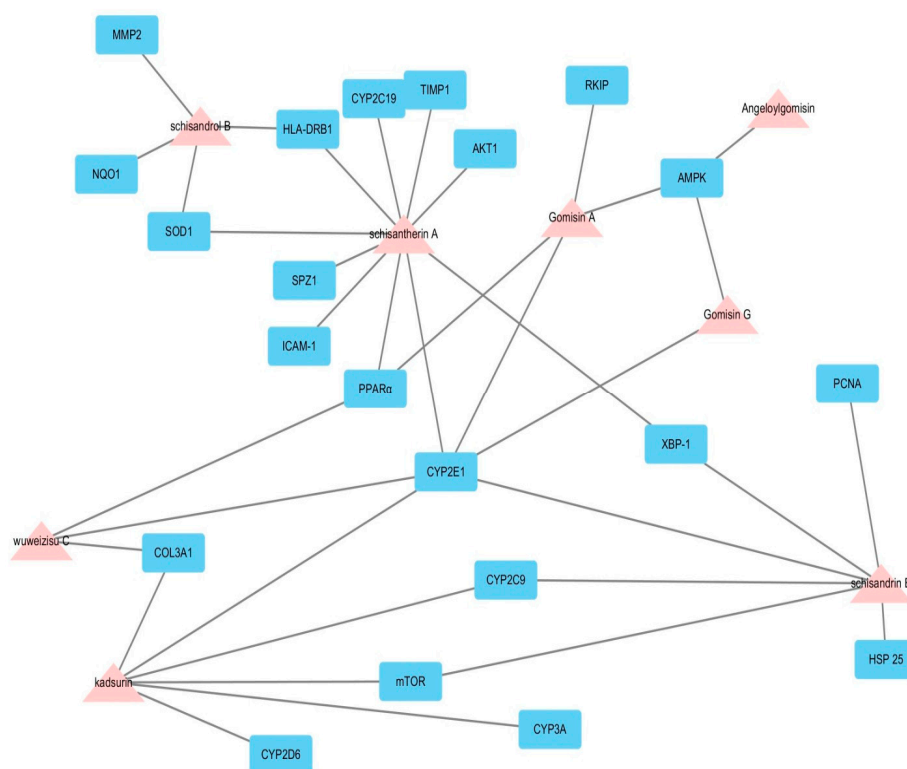 MMP2
CYP2C19
TIMP1
RKIP
Angeloylgomisin
schisandrol B
HLA-DRB1
AKT1
NQO1
AMPK
SOD1
schisantherin A
Gomisin A
SPZ1
Gomisin G
ICAM-1
PPARα
PCNA
XBP-1
CYP2E1
wuweizisu C
COL3A1
CYP2C9
schisandrin B
HSP 25
kadsurin
mTOR
CYP3A
CYP2D6